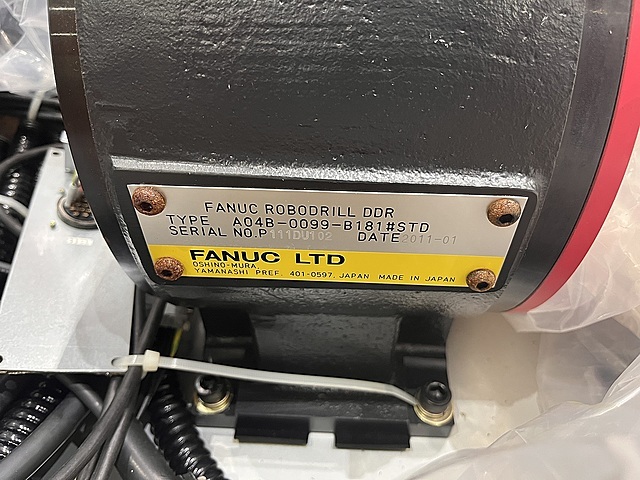 FANUC ROBODRILL DDR
TYPE A04B-0099-B181#STD
SERIAL NO.P111DU102 DATE 2011-01
FANUC LTD
OSHINO-MURA,
YAMANASHI PREF. 401-0597, JAPAN MADE IN JAPAN